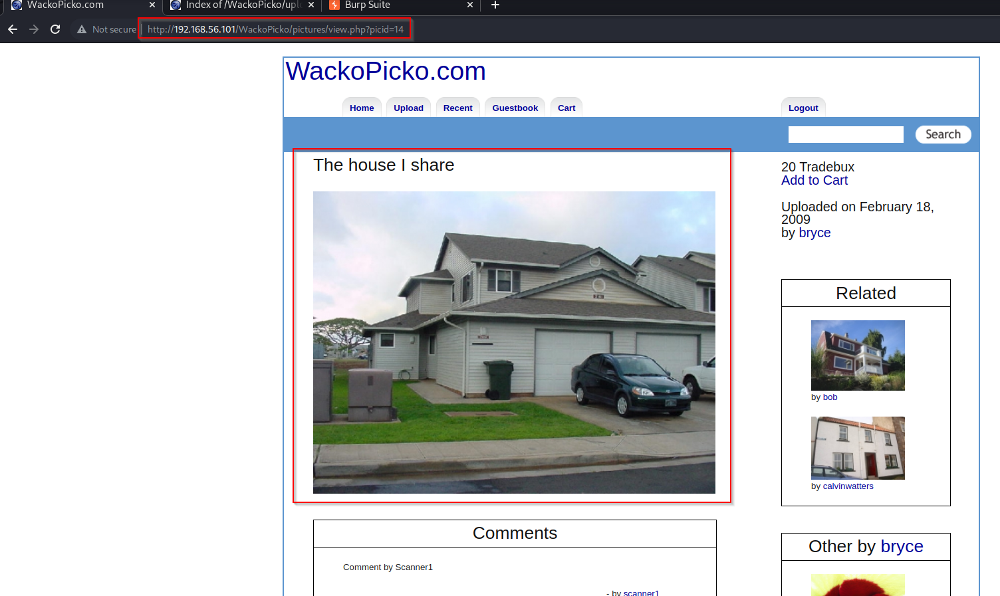 WackoPicko.com
Index of /WackoPicko/uplo
Burp Suite
Not secure
http://192.168.56.101/WackoPicko/pictures/view.php?picid=14
WackoPicko.com
Home
Upload
Recent
Guestbook
Cart
Logout
Search
The house I share
20 Tradebux
Add to Cart
Uploaded on February 18,
2009
by bryce
Related
by bob
by calvinwatters
Comments
Comment by Scanner1
- by scanner1
Other by bryce